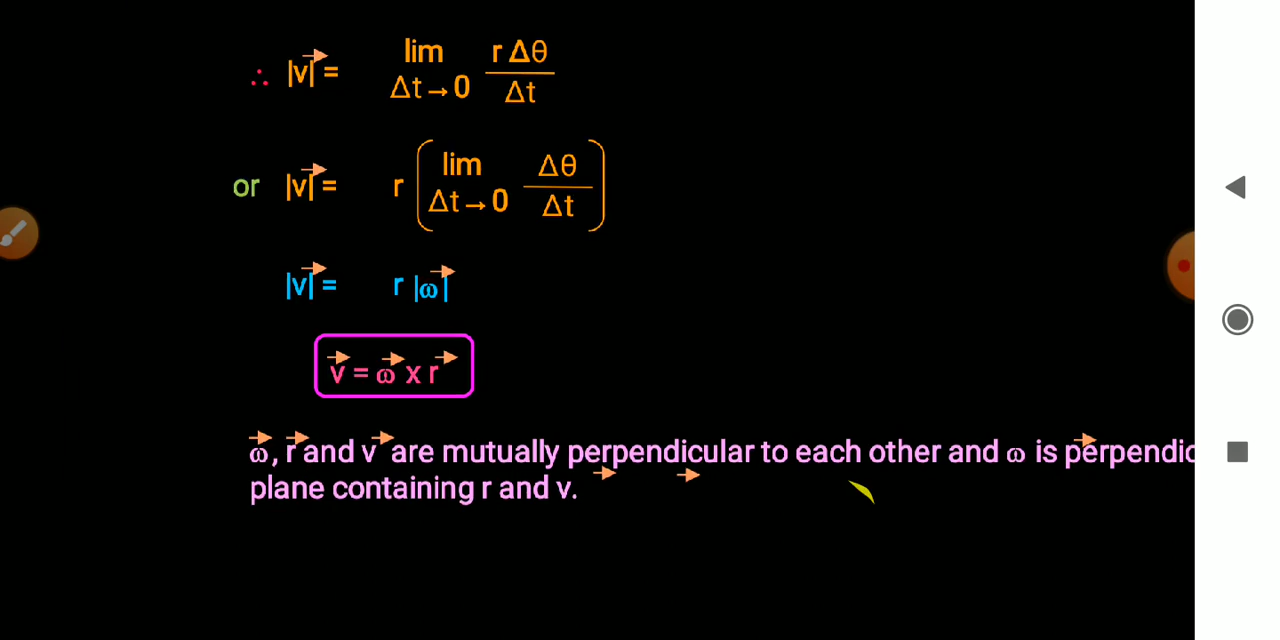 ∴ |v⃗| = lim Δt→0 r Δθ / Δt
or |v⃗| = r ( lim Δt→0 Δθ / Δt )
|v⃗| = r |ω⃗|
v⃗ = ω⃗ x r⃗
ω⃗, r⃗ and v⃗ are mutually perpendicular to each other and ω is perpendic
plane containing r and v.